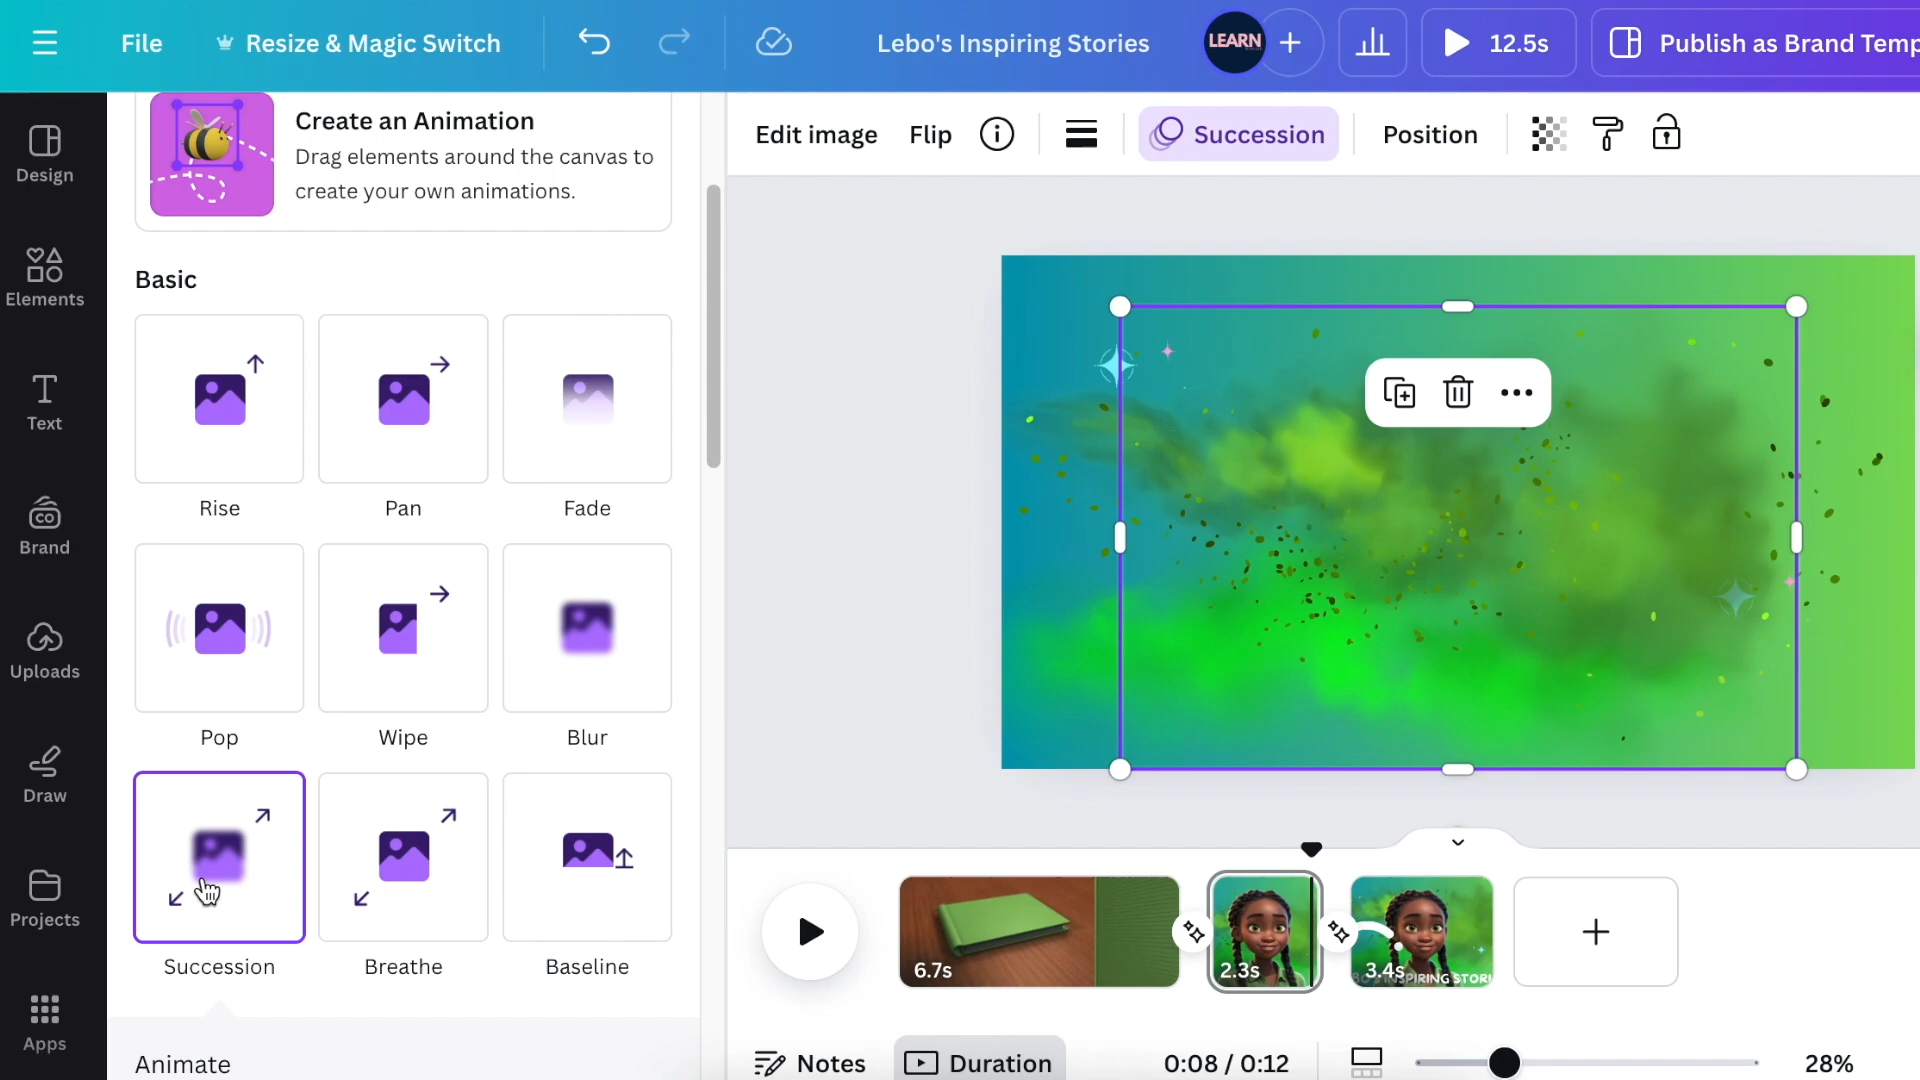 File
Resize & Magic Switch
Lebo's Inspiring Stories
LEARN
12.5s
Publish as Brand Temp
Design
Elements
Text
Brand
Uploads
Draw
Projects
Apps
Create an Animation
Drag elements around the canvas to
create your own animations.
Basic
Rise
Pan
Fade
Pop
Wipe
Blur
Succession
Breathe
Baseline
Animate
Edit image
Flip
Succession
Position
6.7s
2.3s
3.4s
BO'S INSPIRING STORI
Notes
Duration
0:08 / 0:12
28%